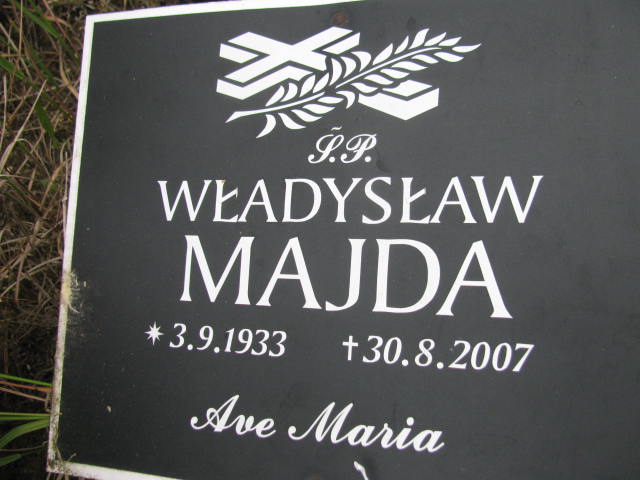 Ś.P.
WŁADYSŁAW
MAJDA
* 3.9.1933 †30.8.2007
Ave Maria